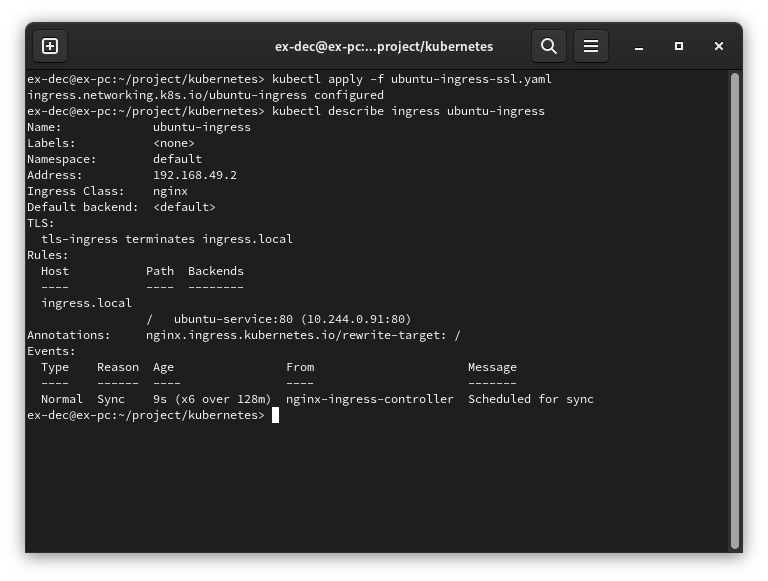 ex-dec@ex-pc:...project/kubernetes
ex-dec@ex-pc:~/project/kubernetes> kubectl apply -f ubuntu-ingress-ssl.yaml
ingress.networking.k8s.io/ubuntu-ingress configured
ex-dec@ex-pc:~/project/kubernetes> kubectl describe ingress ubuntu-ingress
Name:             ubuntu-ingress
Labels:           <none>
Namespace:        default
Address:          192.168.49.2
Ingress Class:    nginx
Default backend:  <default>
TLS:
  tls-ingress terminates ingress.local
Rules:
  Host           Path  Backends
  ----           ----  --------
  ingress.local
                 /   ubuntu-service:80 (10.244.0.91:80)
Annotations:     nginx.ingress.kubernetes.io/rewrite-target: /
Events:
  Type    Reason  Age                From                      Message
  ----    ------  ----               ----                      -------
  Normal  Sync    9s (x6 over 128m)  nginx-ingress-controller  Scheduled for sync
ex-dec@ex-pc:~/project/kubernetes>